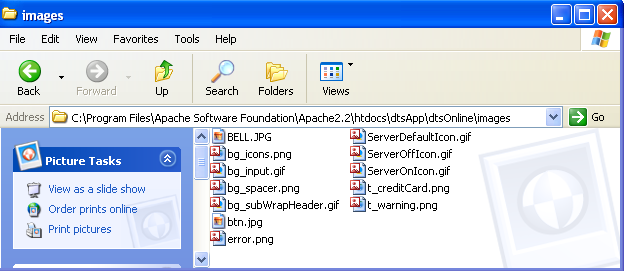 images
File Edit View Favorites Tools Help
Back Forward Up Search Folders Views
Address C:\Program Files\Apache Software Foundation\Apache2.2\htdocs\dtsApp\dtsOnline\images Go
Picture Tasks
View as a slide show
Order prints online
Print pictures
BELL.JPG
bg_icons.png
bg_input.gif
bg_spacer.png
bg_subWrapHeader.gif
btn.jpg
error.png
ServerDefaultIcon.gif
ServerOffIcon.gif
ServerOnIcon.gif
t_creditCard.png
t_warning.png